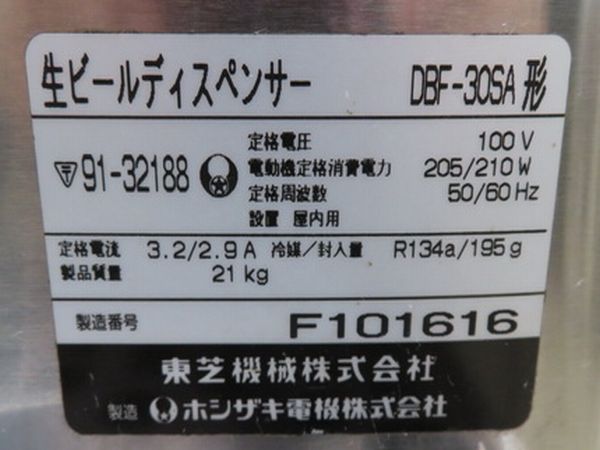 生ビールディスペンサー DBF-30SA 形
定格電圧 100 V
〒91-32188 電動機定格消費電力 205/210 W
定格周波数 50/60 Hz
設置 屋内用
定格電流 3.2/2.9 A 冷媒/封入量 R134a/195 g
製品質量 21 kg
製造番号 F101616
東芝機械株式会社
製造 ホシザキ電機株式会社